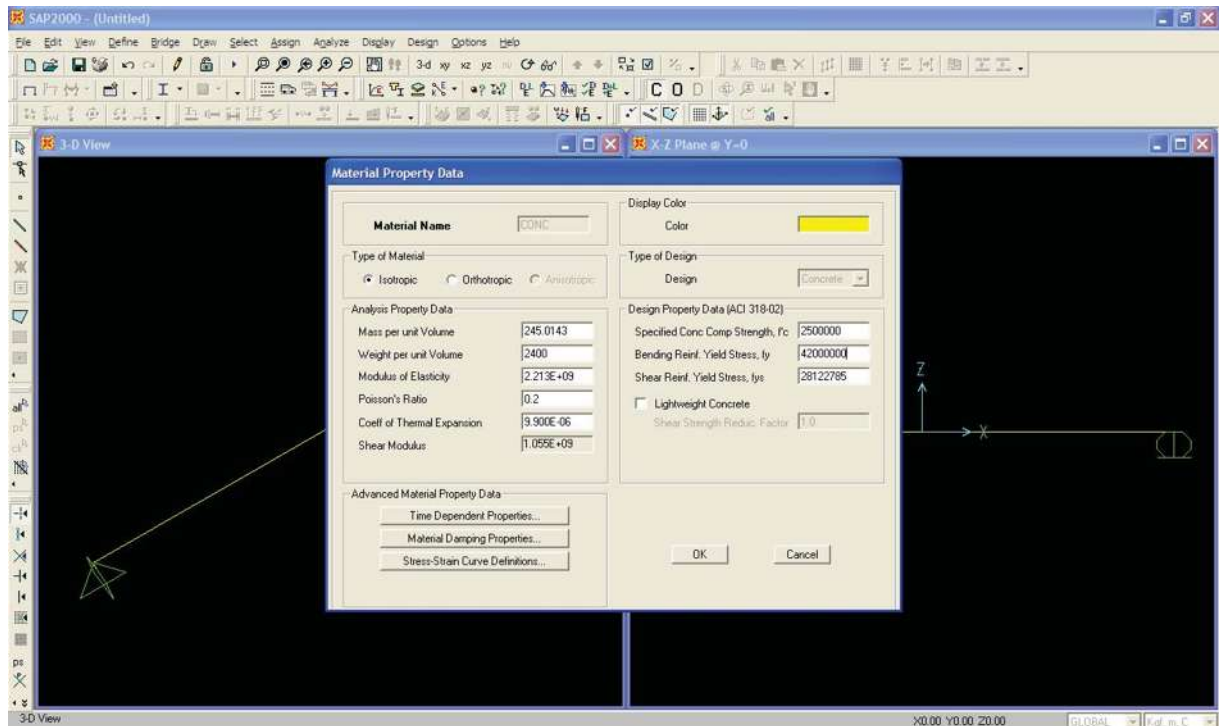 SAP2000 - (Untitled)
File Edit View Define Bridge Draw Select Assign Analyze Display Design Options Help
3-d xy xz yz
3-D View
X-Z Plane @ Y=0
Material Property Data
Material Name CONC
Display Color
Color
Type of Material
Isotropic Orthotropic Anisotropic
Type of Design
Design Concrete
Analysis Property Data
Mass per unit Volume 245.0143
Weight per unit Volume 2400
Modulus of Elasticity 2.213E+09
Poisson's Ratio 0.2
Coeff of Thermal Expansion 9.900E-06
Shear Modulus 1.055E+09
Design Property Data (ACI 318-02)
Specified Conc Comp Strength, f'c 2500000
Bending Reinf. Yield Stress, fy 42000000
Shear Reinf. Yield Stress, fys 28122785
Lightweight Concrete
Shear Strength Reduc. Factor 1.0
Advanced Material Property Data
Time Dependent Properties...
Material Damping Properties...
Stress-Strain Curve Definitions...
OK Cancel
Z
X
all
ps
3-D View
X0.00 Y0.00 Z0.00
GLOBAL
Kgf, m, C